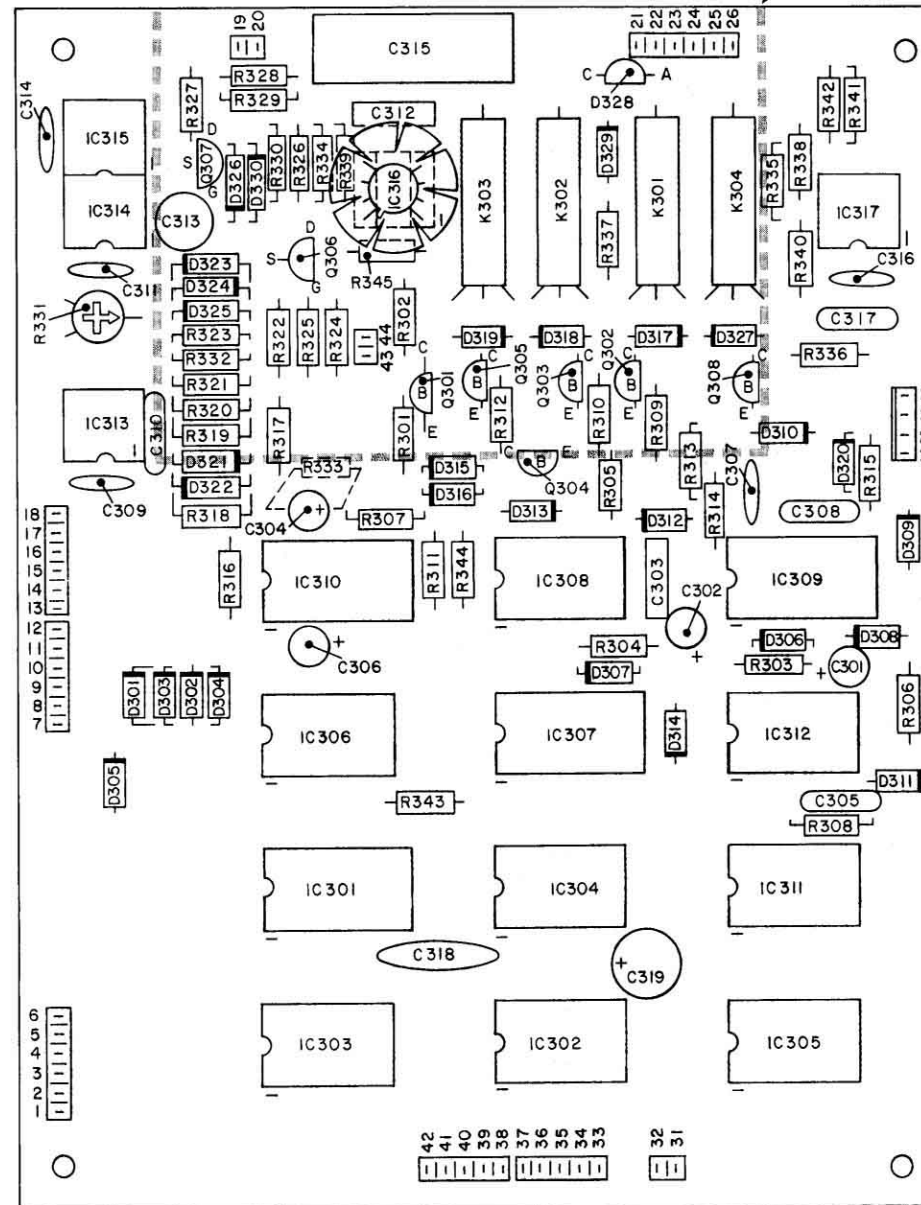 19
20
C315
21
22
23
24
25
26
C
A
D328
C314
R327
R328
R329
C312
R342
R341
IC315
D
S
Q307
G
D326
D330
R330
R326
R334
R339
IC316
K303
K302
D329
K301
K304
R335
R338
IC314
C313
IC317
D
S
Q306
G
R345
R337
R340
C316
C311
D323
D324
D325
R323
R332
R321
R320
R319
D321
D322
R318
R331
R322
R325
R324
43
44
R302
D319
D318
D317
D327
C317
R336
C
B
E
Q301
C
B
E
Q305
R312
Q303
C
B
E
R310
Q302
C
B
E
R309
Q308
C
B
E
IC313
C310
R317
R301
D310
D320
R315
R333
D315
D316
C
B
E
Q304
R305
R313
R314
C307
C309
C304
+
R307
D313
D312
C308
D309
18
17
16
15
14
13
R316
IC310
R311
R344
IC308
C303
C302
+
IC309
12
11
10
9
8
7
C306
+
R304
D307
D306
R303
D308
C301
+
D301
D303
D302
D304
R306
IC306
IC307
D314
IC312
D305
R343
D311
C305
R308
IC301
IC304
IC311
C318
+
C319
6
5
4
3
2
1
IC303
IC302
IC305
42
41
40
39
38
37
36
35
34
33
32
31